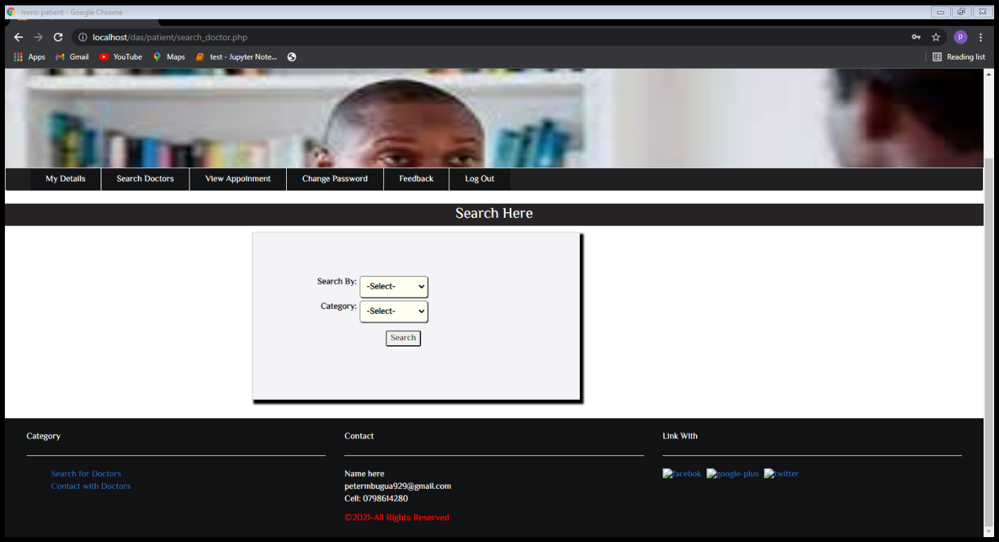 mms-patient - Google Chrome
localhost/das/patient/search_doctor.php
P
Apps Gmail YouTube Maps test - Jupyter Note... Reading list
My Details Search Doctors View Appoinment Change Password Feedback Log Out
Search Here
Search By: -Select-
Category: -Select-
Search
Category Contact Link With
Search for Doctors
Contact with Doctors
Name here
petermbugua929@gmail.com
Cell: 0798614280
©2021-All Rights Reserved
facebok google-plus twitter